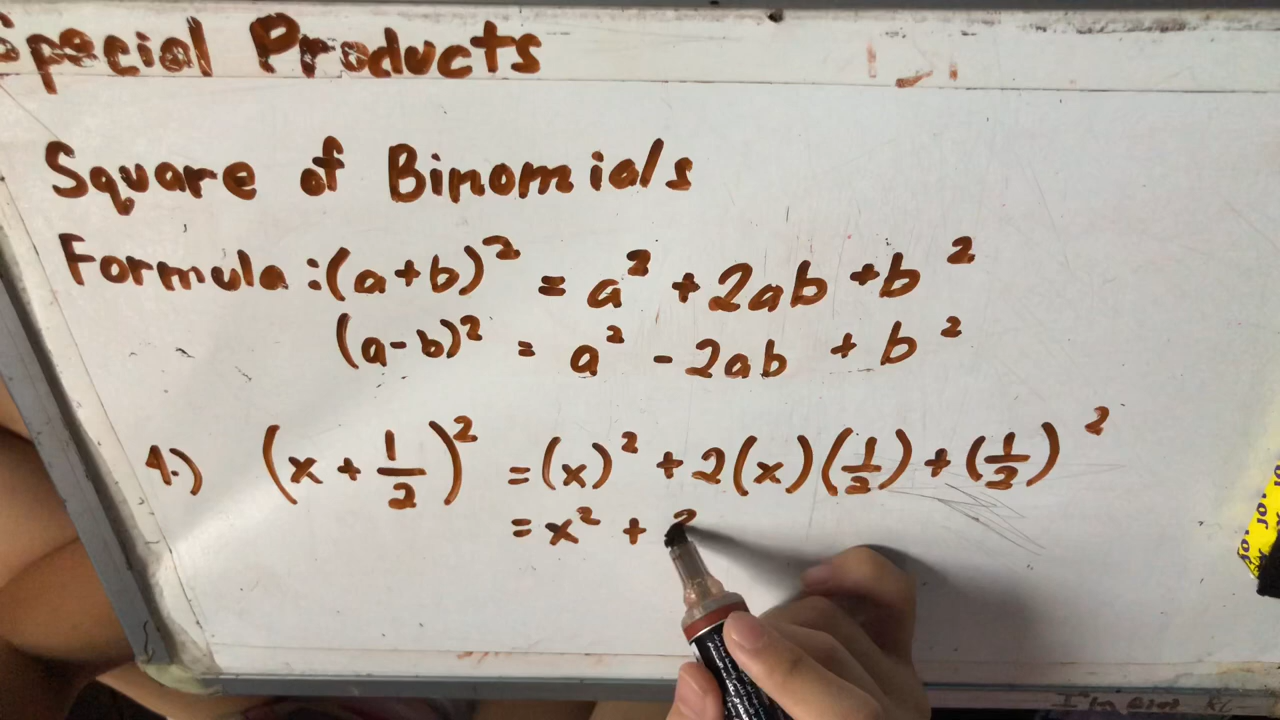 Special Products
Square of Binomials
Formula: (a+b)² = a² + 2ab + b²
(a-b)² = a² - 2ab + b²
4.) (x + 1/2)² = (x)² + 2(x)(1/2) + (1/2)²
= x² + 2